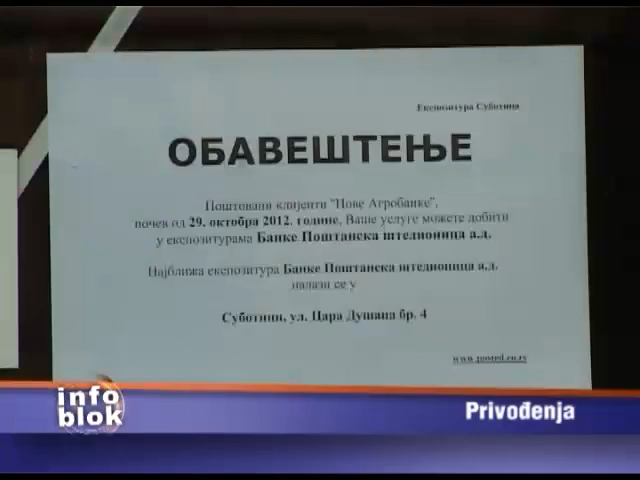 Експозитура Суботица
ОБАВЕШТЕЊЕ
Поштовани клијенти "Нове Агробанке",
почев од 29. октобра 2012. године, Ваше услуге можете добити
у експозитурама Банке Поштанска штедионица а.д.
Најближа експозитура Банке Поштанска штедионица а.д.
налази се у
Суботици, ул. Цара Душана бр. 4
www.posted.co.rs
info
blok
Privođenja